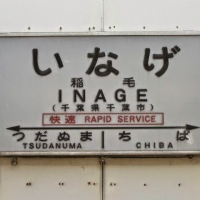 いなげ
稲毛
INAGE
(千葉県千葉市)
快速 RAPID SERVICE
つだぬま ちば
TSUDANUMA CHIBA